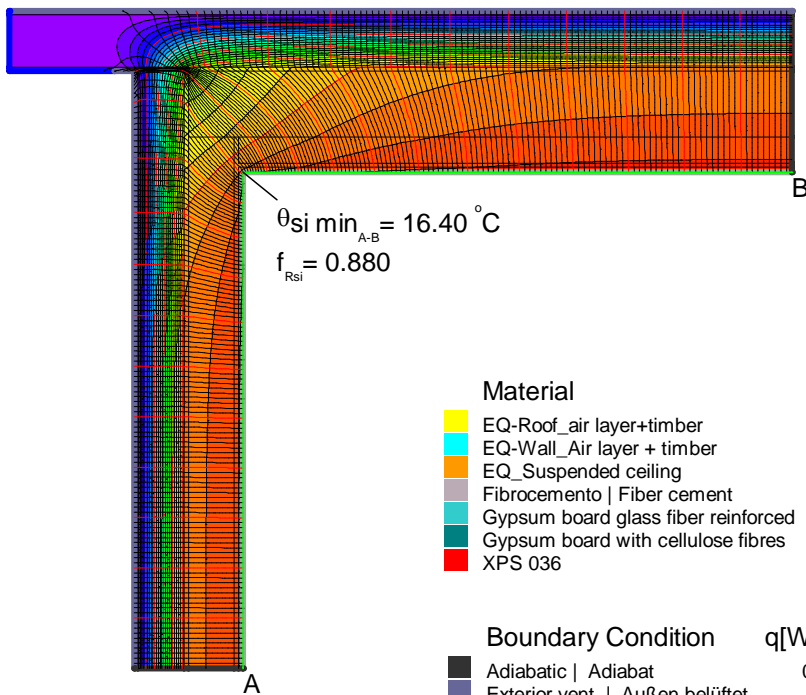 B
θsi min A-B = 16.40 °C
fRsi = 0.880
Material
EQ-Roof_air layer+timber
EQ-Wall_Air layer + timber
EQ_Suspended ceiling
Fibrocemento | Fiber cement
Gypsum board glass fiber reinforced
Gypsum board with cellulose fibres
XPS 036
Boundary Condition q[W
Adiabatic | Adiabat 0
Exterior vent. | Außen belüftet
A